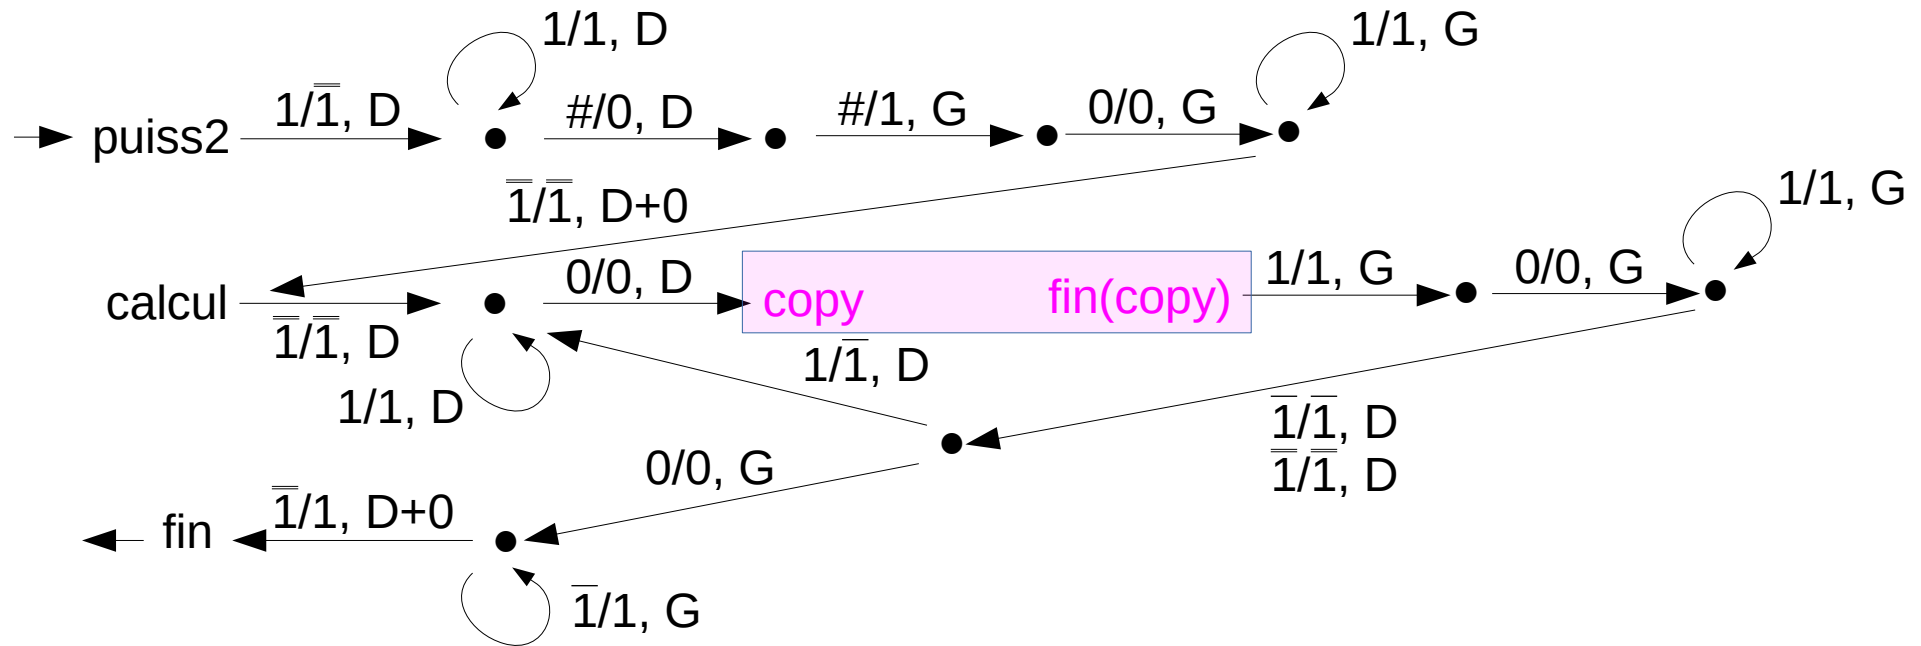 1/1, D
1/1, G
puiss2 1/1̿, D #/0, D #/1, G 0/0, G
1̿/1̿, D+0
1/1, G
calcul 1̿/1̿, D 0/0, D copy fin(copy) 1/1, G 0/0, G
1/1, D
1/1̅, D
1̅/1̅, D
1̿/1̿, D
0/0, G
fin 1̿/1, D+0
1̅/1, G